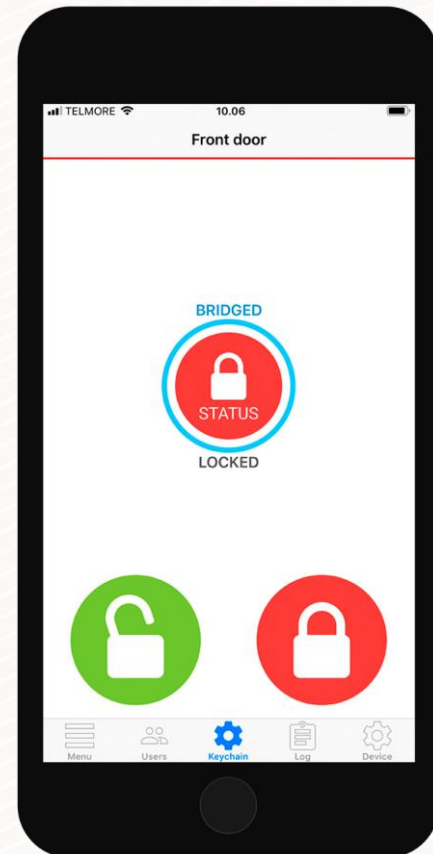 TELMORE 10.06
Front door
BRIDGED
STATUS
LOCKED
Menu Users Keychain Log Device